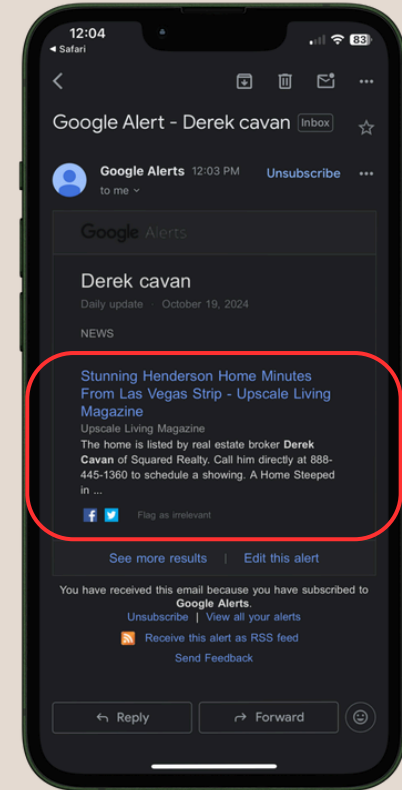 12:04
83
◄ Safari
Google Alert - Derek cavan Inbox
Google Alerts 12:03 PM Unsubscribe
to me
Google Alerts
Derek cavan
Daily update · October 19, 2024
NEWS
Stunning Henderson Home Minutes
From Las Vegas Strip - Upscale Living
Magazine
Upscale Living Magazine
The home is listed by real estate broker Derek
Cavan of Squared Realty. Call him directly at 888-
445-1360 to schedule a showing. A Home Steeped
in ...
Flag as irrelevant
See more results | Edit this alert
You have received this email because you have subscribed to
Google Alerts.
Unsubscribe | View all your alerts
Receive this alert as RSS feed
Send Feedback
Reply Forward